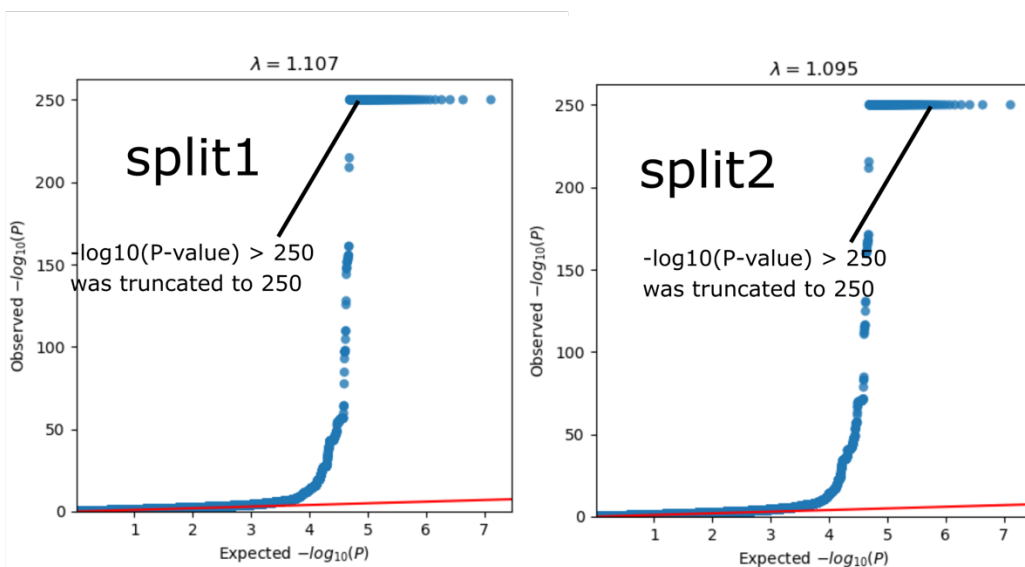 λ = 1.107
250
200
150
100
50
0
Observed −log₁₀(P)
split1
-log10(P-value) > 250
was truncated to 250
1 2 3 4 5 6 7
Expected −log₁₀(P)
λ = 1.095
250
200
150
100
50
0
Observed −log₁₀(P)
split2
-log10(P-value) > 250
was truncated to 250
1 2 3 4 5 6 7
Expected −log₁₀(P)